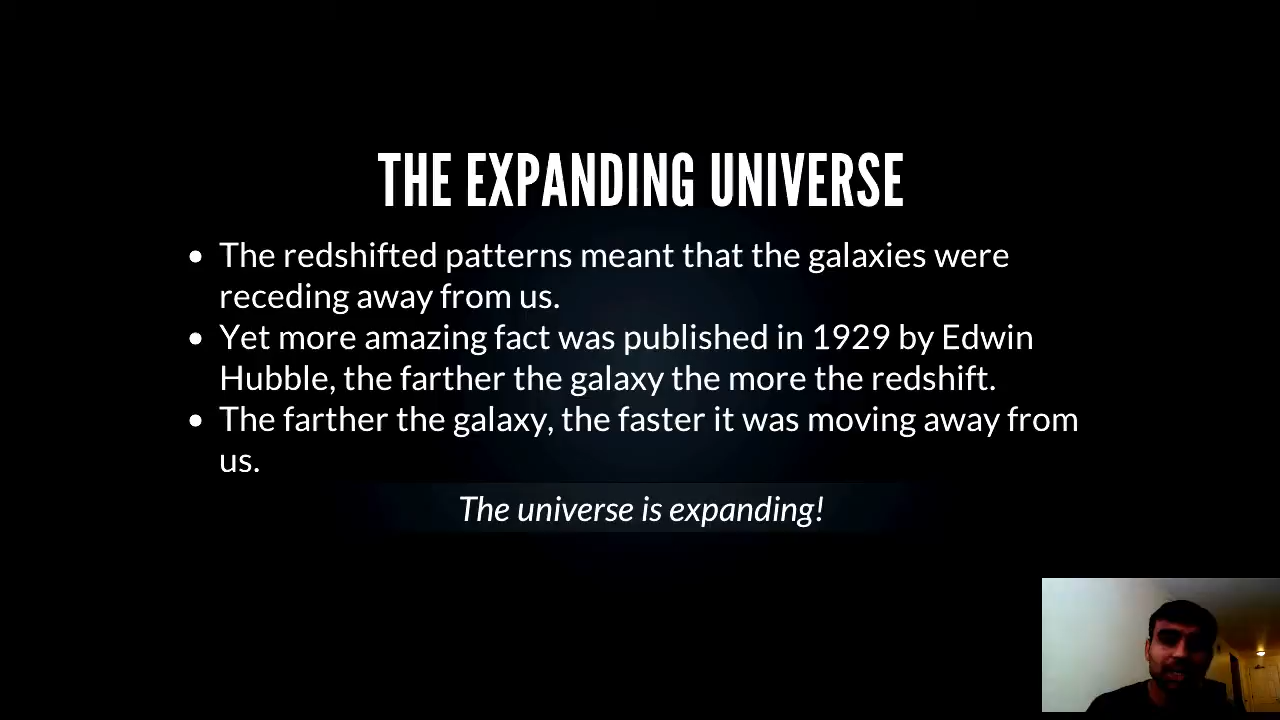 THE EXPANDING UNIVERSE
• The redshifted patterns meant that the galaxies were
receding away from us.
• Yet more amazing fact was published in 1929 by Edwin
Hubble, the farther the galaxy the more the redshift.
• The farther the galaxy, the faster it was moving away from
us.
The universe is expanding!